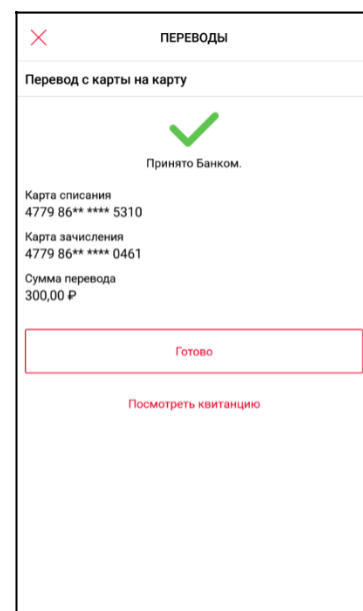 ПЕРЕВОДЫ
Перевод с карты на карту
Принято Банком.
Карта списания
4779 86** **** 5310
Карта зачисления
4779 86** **** 0461
Сумма перевода
300,00 ₽
Готово
Посмотреть квитанцию